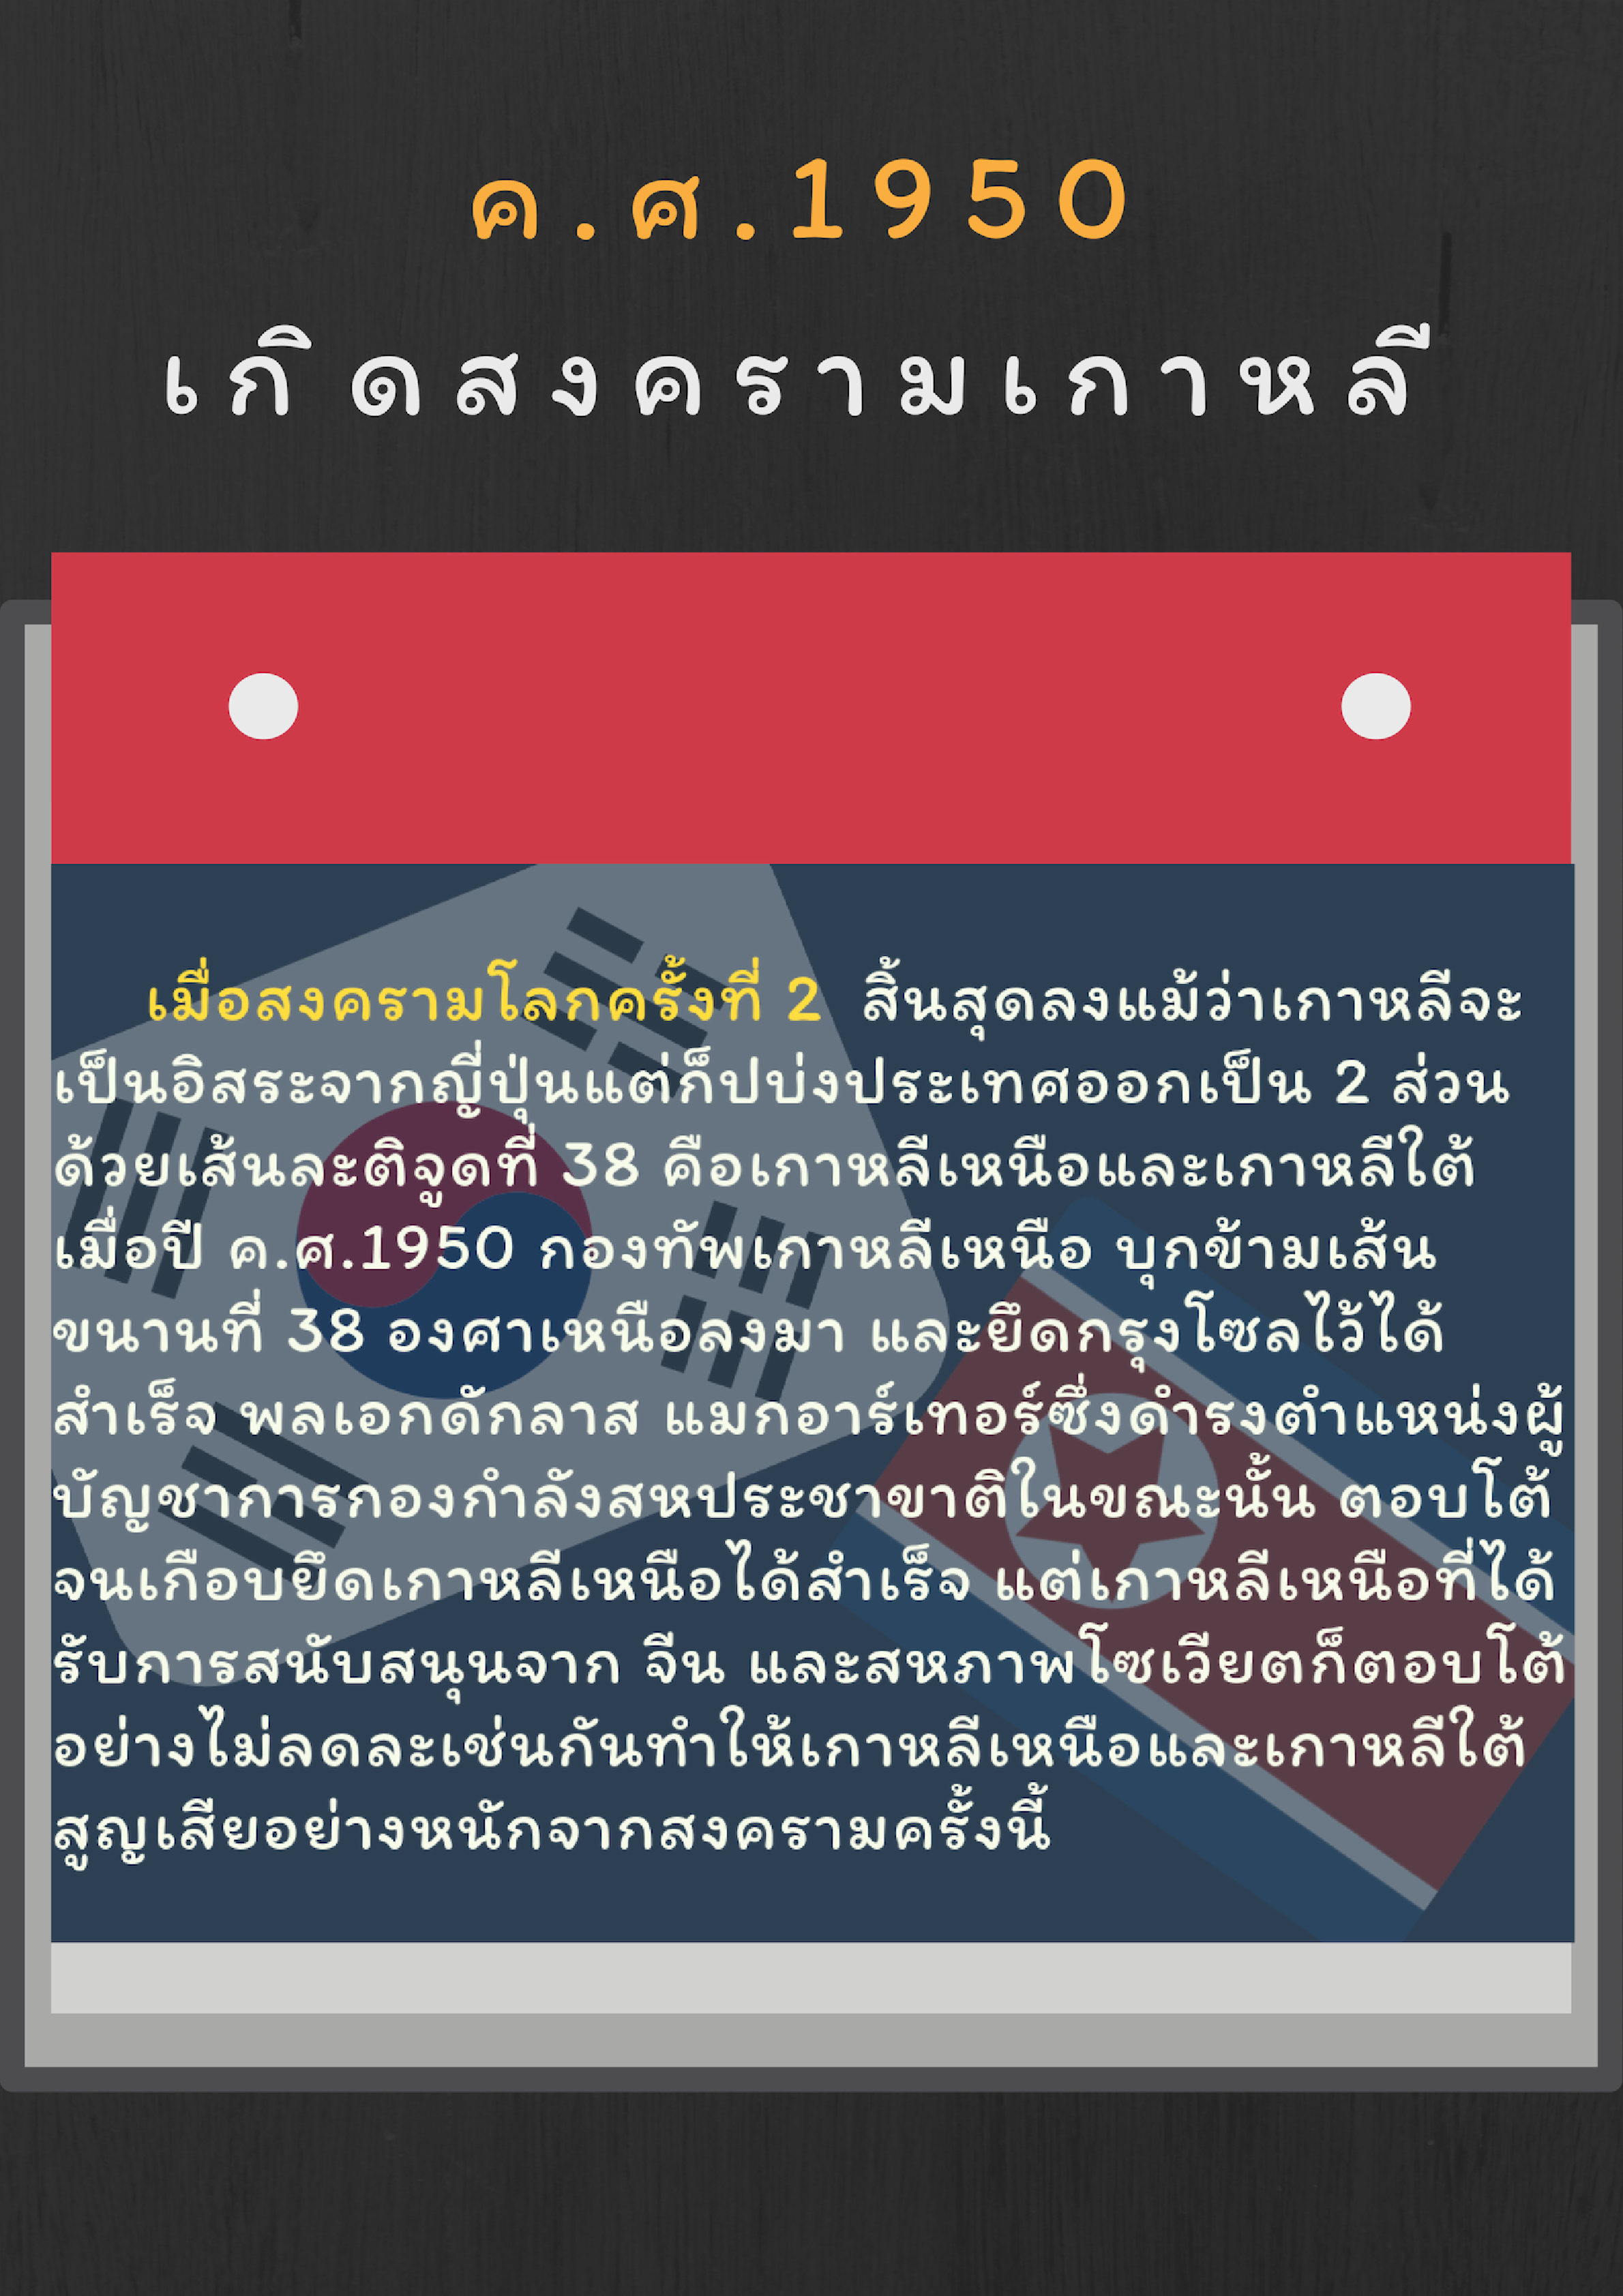 ค.ศ.1950
เกิดสงครามเกาหลี
เมื่อสงครามโลกครั้งที่ 2 สิ้นสุดลงแม้ว่าเกาหลีจะ
เป็นอิสระจากญี่ปุ่นแต่ก็ปบ่งประเทศออกเป็น 2 ส่วน
ด้วยเส้นละติจูดที่ 38 คือเกาหลีเหนือและเกาหลีใต้
เมื่อปี ค.ศ.1950 กองทัพเกาหลีเหนือ บุกข้ามเส้น
ขนานที่ 38 องศาเหนือลงมา และยึดกรุงโซลไว้ได้
สำเร็จ พลเอกดักลาส แมกอาร์เทอร์ซึ่งดำรงตำแหน่งผู้
บัญชาการกองกำลังสหประชาขาติในขณะนั้น ตอบโต้
จนเกือบยึดเกาหลีเหนือได้สำเร็จ แต่เกาหลีเหนือที่ได้
รับการสนับสนุนจาก จีน และสหภาพโซเวียตก็ตอบโต้
อย่างไม่ลดละเช่นกันทำให้เกาหลีเหนือและเกาหลีใต้
สูญเสียอย่างหนักจากสงครามครั้งนี้